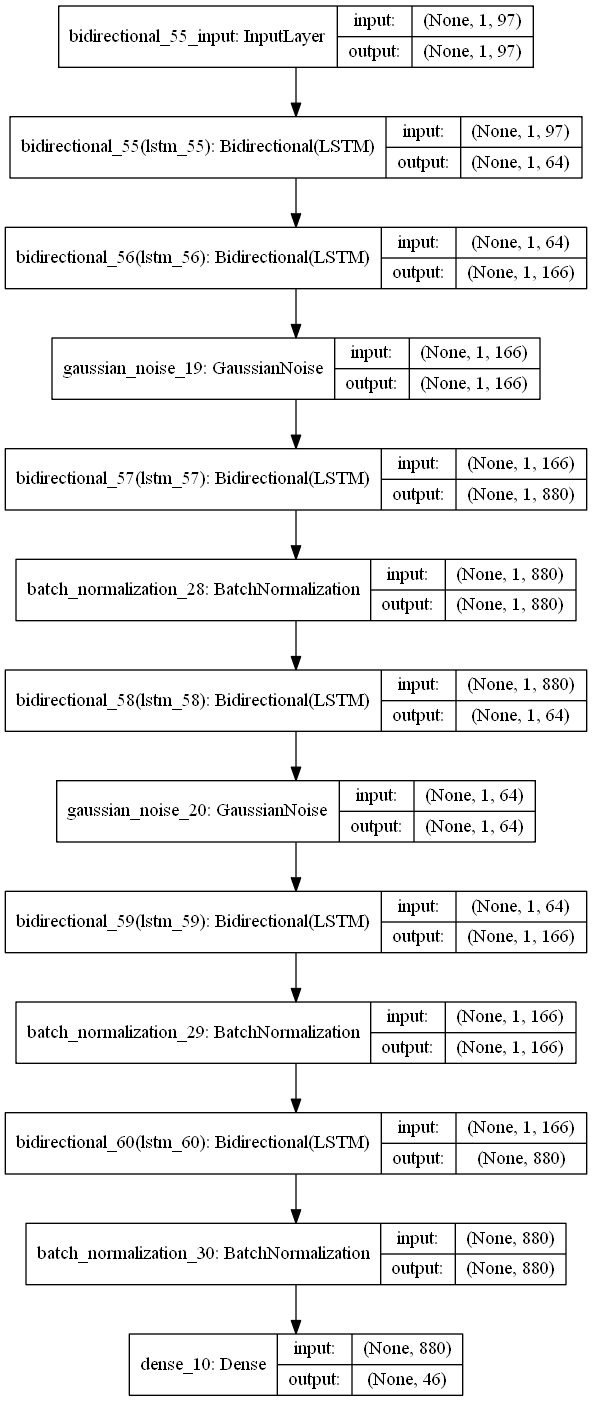 bidirectional_55_input: InputLayer
input: (None, 1, 97)
output: (None, 1, 97)
bidirectional_55(lstm_55): Bidirectional(LSTM)
input: (None, 1, 97)
output: (None, 1, 64)
bidirectional_56(lstm_56): Bidirectional(LSTM)
input: (None, 1, 64)
output: (None, 1, 166)
gaussian_noise_19: GaussianNoise
input: (None, 1, 166)
output: (None, 1, 166)
bidirectional_57(lstm_57): Bidirectional(LSTM)
input: (None, 1, 166)
output: (None, 1, 880)
batch_normalization_28: BatchNormalization
input: (None, 1, 880)
output: (None, 1, 880)
bidirectional_58(lstm_58): Bidirectional(LSTM)
input: (None, 1, 880)
output: (None, 1, 64)
gaussian_noise_20: GaussianNoise
input: (None, 1, 64)
output: (None, 1, 64)
bidirectional_59(lstm_59): Bidirectional(LSTM)
input: (None, 1, 64)
output: (None, 1, 166)
batch_normalization_29: BatchNormalization
input: (None, 1, 166)
output: (None, 1, 166)
bidirectional_60(lstm_60): Bidirectional(LSTM)
input: (None, 1, 166)
output: (None, 880)
batch_normalization_30: BatchNormalization
input: (None, 880)
output: (None, 880)
dense_10: Dense
input: (None, 880)
output: (None, 46)